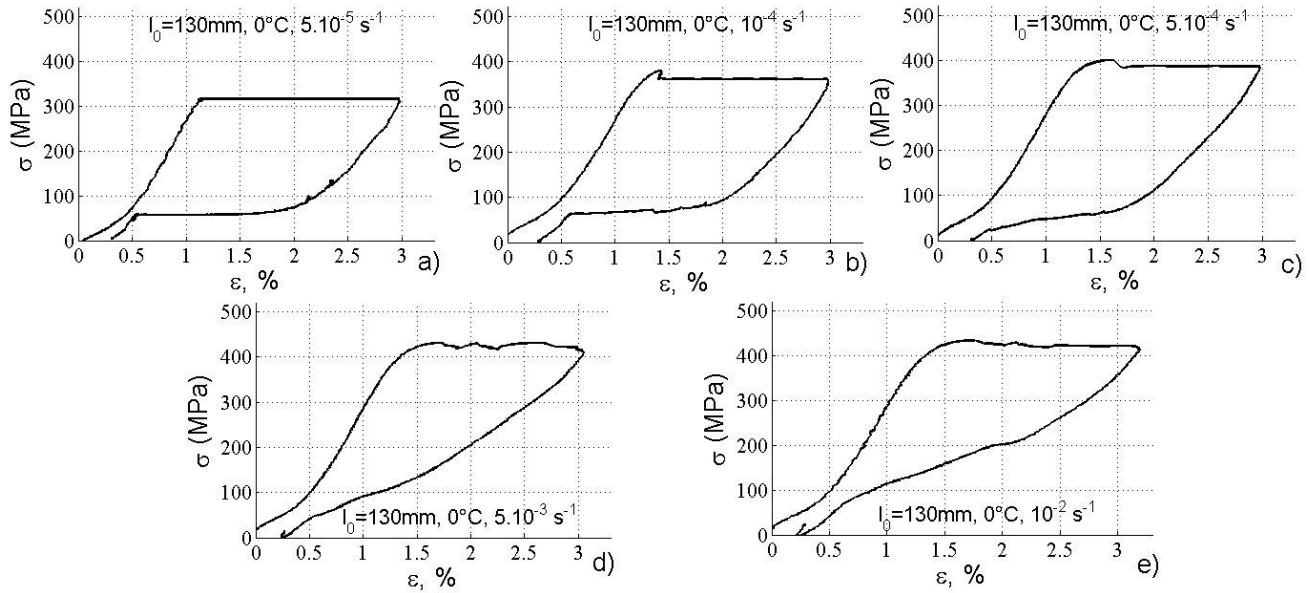 l₀=130mm, 0°C, 5.10⁻⁵ s⁻¹
500
400
300
200
100
0
σ (MPa)
0 0.5 1 1.5 2 2.5 3
ε, %
a)
l₀=130mm, 0°C, 10⁻⁴ s⁻¹
500
400
300
200
100
0
σ (MPa)
0 0.5 1 1.5 2 2.5 3
ε, %
b)
l₀=130mm, 0°C, 5.10⁻⁴ s⁻¹
500
400
300
200
100
0
σ (MPa)
0 0.5 1 1.5 2 2.5 3
ε, %
c)
500
400
300
200
100
0
σ (MPa)
l₀=130mm, 0°C, 5.10⁻³ s⁻¹
0 0.5 1 1.5 2 2.5 3
ε, %
d)
500
400
300
200
100
0
σ (MPa)
l₀=130mm, 0°C, 10⁻² s⁻¹
0 0.5 1 1.5 2 2.5 3
ε, %
e)